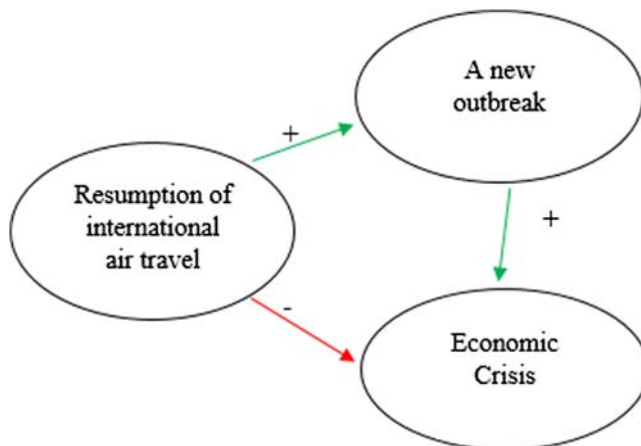 A new
outbreak
+
Resumption of
international
air travel
+
-
Economic
Crisis